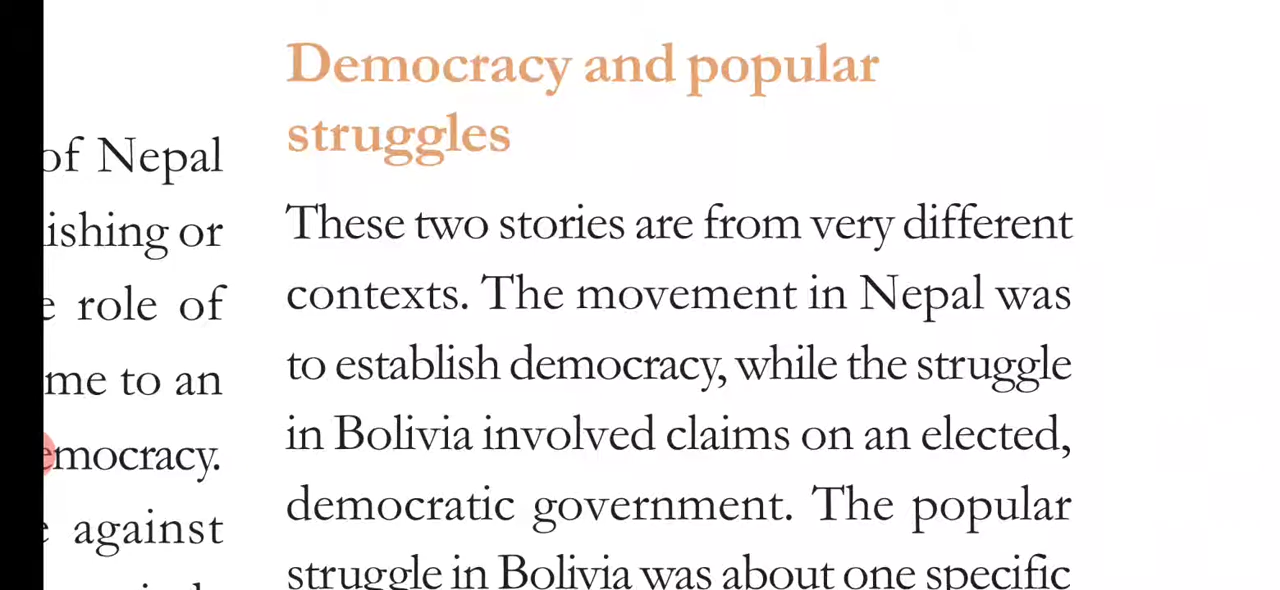 of Nepal
ishing or
role of
me to an
emocracy.
against
Democracy and popular
struggles
These two stories are from very different
contexts. The movement in Nepal was
to establish democracy, while the struggle
in Bolivia involved claims on an elected,
democratic government. The popular
struggle in Bolivia was about one specific